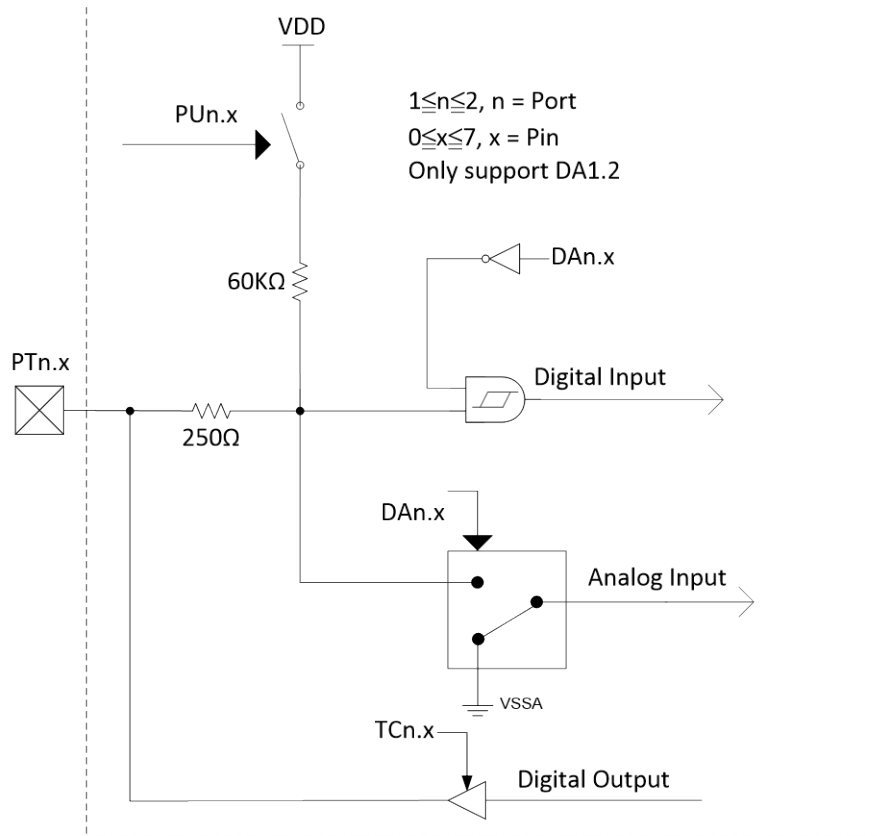 VDD
PUn.x
1≦n≦2, n = Port
0≦x≦7, x = Pin
Only support DA1.2
DAn.x
60KΩ
PTn.x
Digital Input
250Ω
DAn.x
Analog Input
VSSA
TCn.x
Digital Output